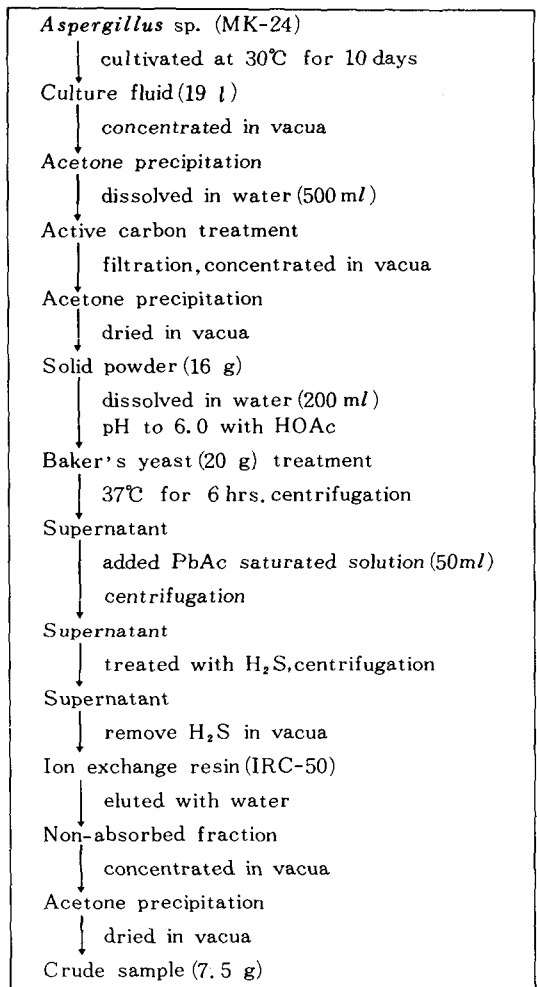 Aspergillus sp. (MK-24)
cultivated at 30℃ for 10 days
Culture fluid (19 l)
concentrated in vacua
Acetone precipitation
dissolved in water (500 ml)
Active carbon treatment
filtration, concentrated in vacua
Acetone precipitation
dried in vacua
Solid powder (16 g)
dissolved in water (200 ml)
pH to 6.0 with HOAc
Baker's yeast (20 g) treatment
37℃ for 6 hrs. centrifugation
Supernatant
added PbAc saturated solution (50ml)
centrifugation
Supernatant
treated with H₂S, centrifugation
Supernatant
remove H₂S in vacua
Ion exchange resin (IRC-50)
eluted with water
Non-absorbed fraction
concentrated in vacua
Acetone precipitation
dried in vacua
Crude sample (7.5 g)